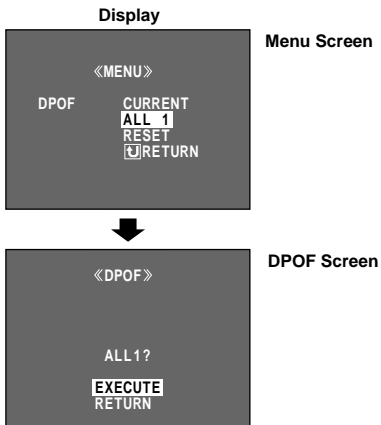 Display
Menu Screen
《MENU》
DPOF CURRENT
ALL 1
RESET
RETURN
DPOF Screen
《DPOF》
ALL1?
EXECUTE
RETURN